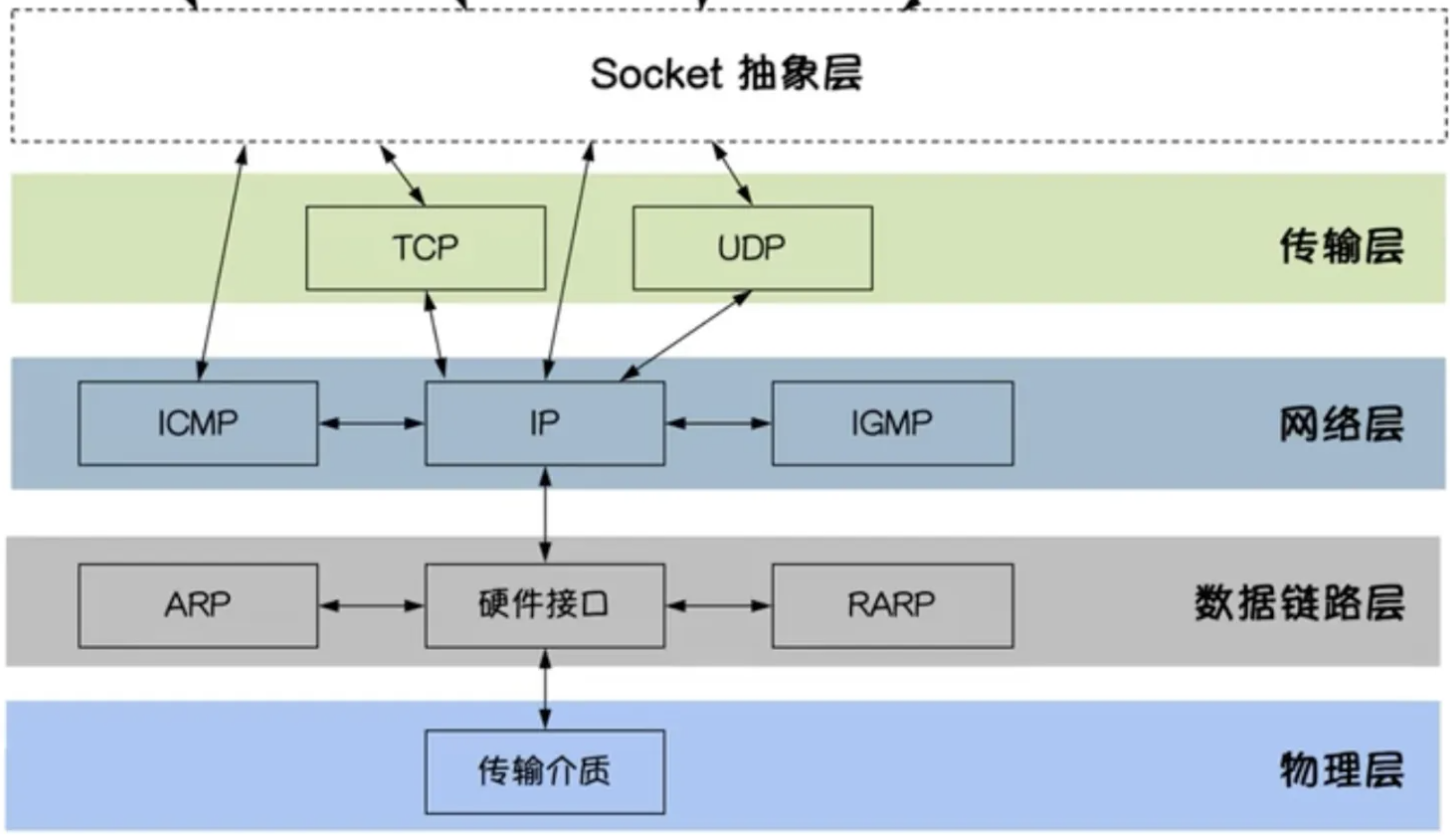 Socket 抽象层
TCP
UDP
传输层
ICMP
IP
IGMP
网络层
ARP
硬件接口
RARP
数据链路层
传输介质
物理层